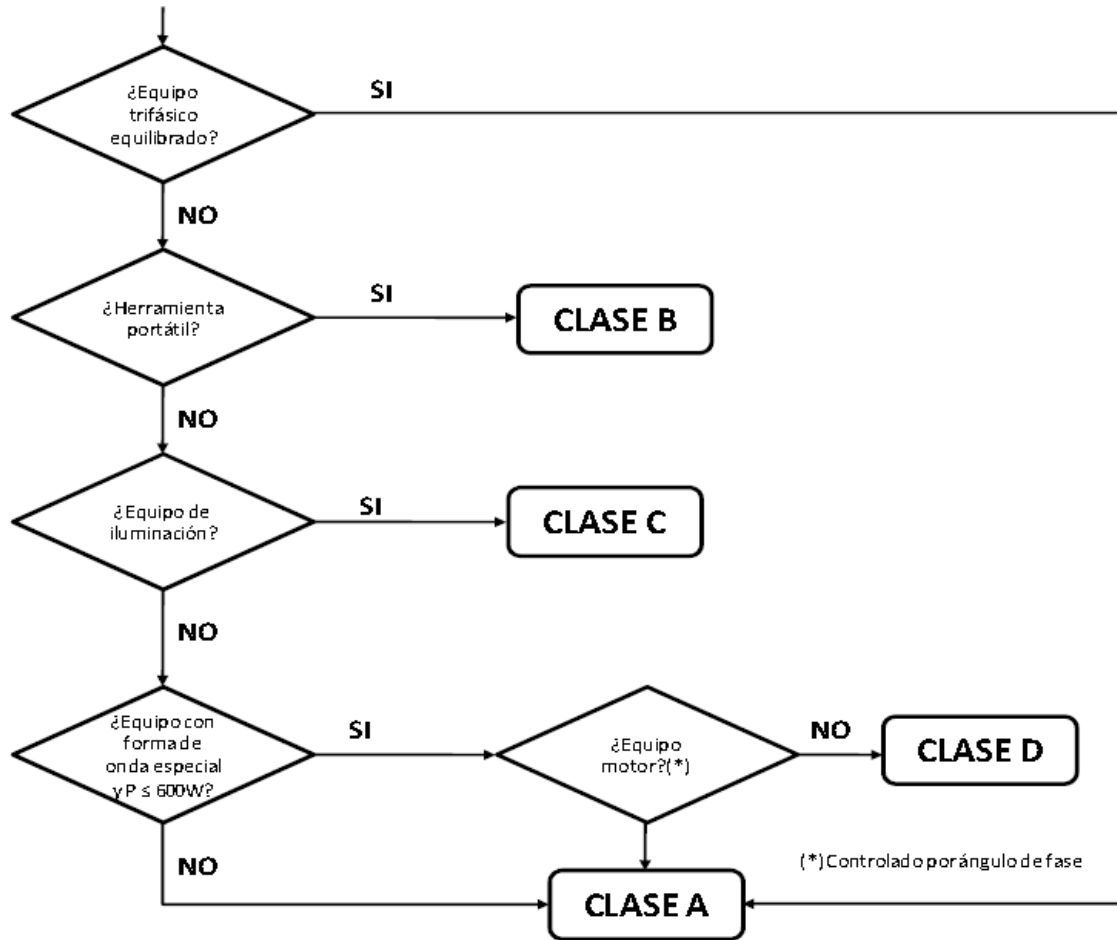 ¿Equipo
trifásico
equilibrado?
SI
NO
¿Herramienta
portátil?
SI
CLASE B
NO
¿Equipo de
iluminación?
SI
CLASE C
NO
¿Equipo con
forma de
onda especial
y P ≤ 600W?
SI
¿Equipo
motor?(*)
NO
CLASE D
NO
CLASE A
(*)Controlado por ángulo de fase